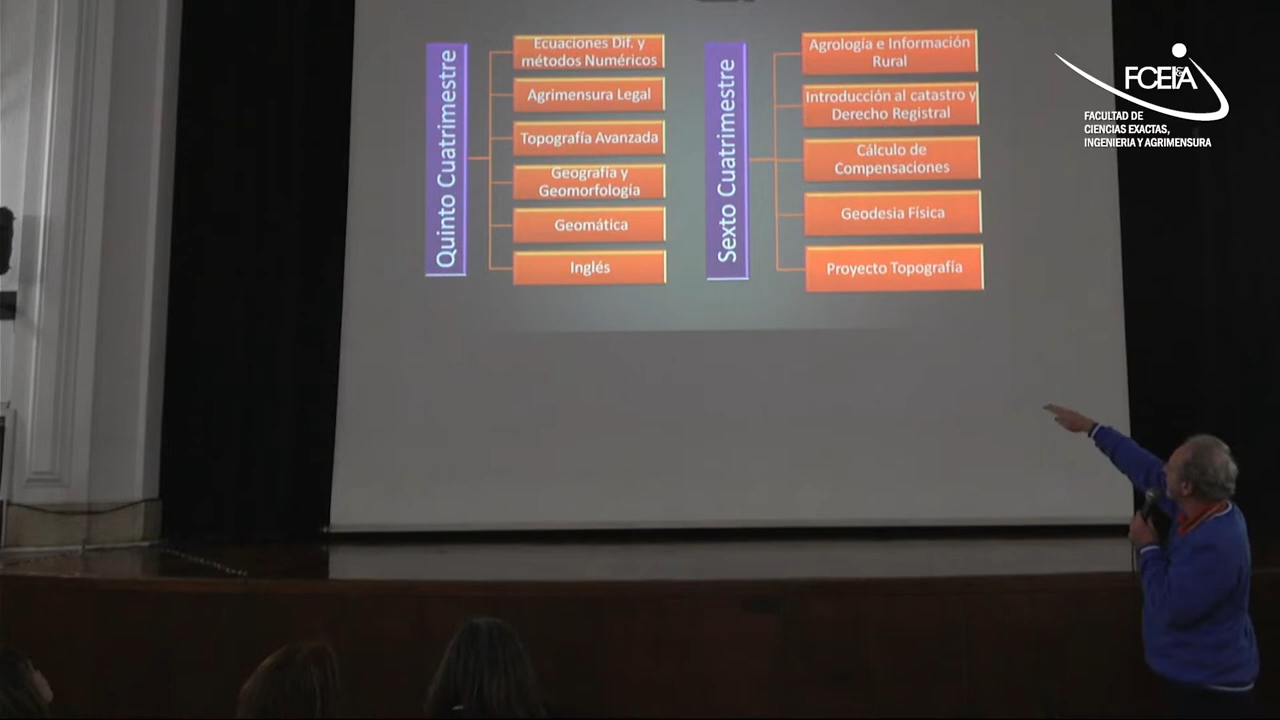 Quinto Cuatrimestre
Ecuaciones Dif. y
métodos Numéricos
Agrimensura Legal
Topografía Avanzada
Geografía y
Geomorfología
Geomática
Inglés
Sexto Cuatrimestre
Agrología e Información
Rural
Introducción al catastro y
Derecho Registral
Cálculo de
Compensaciones
Geodesia Física
Proyecto Topografía
FCEIA
FACULTAD DE
CIENCIAS EXACTAS,
INGENIERIA Y AGRIMENSURA